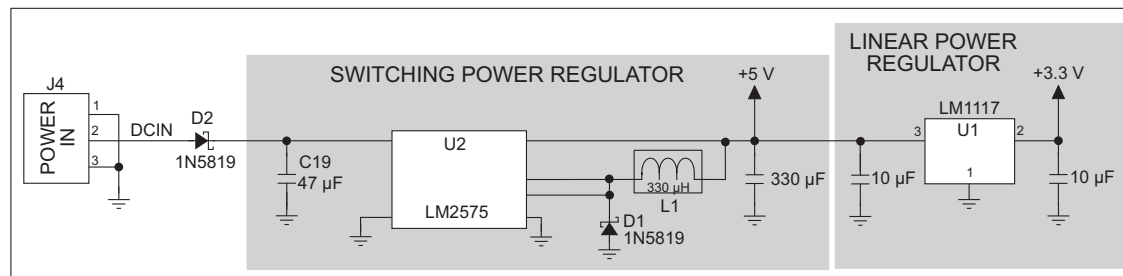 SWITCHING POWER REGULATOR
LINEAR POWER
REGULATOR
J4
POWER
IN
1
2
3
DCIN
D2
1N5819
C19
47 µF
U2
LM2575
+5 V
330 µH
L1
D1
1N5819
330 µF
10 µF
LM1117
U1
3
2
1
+3.3 V
10 µF